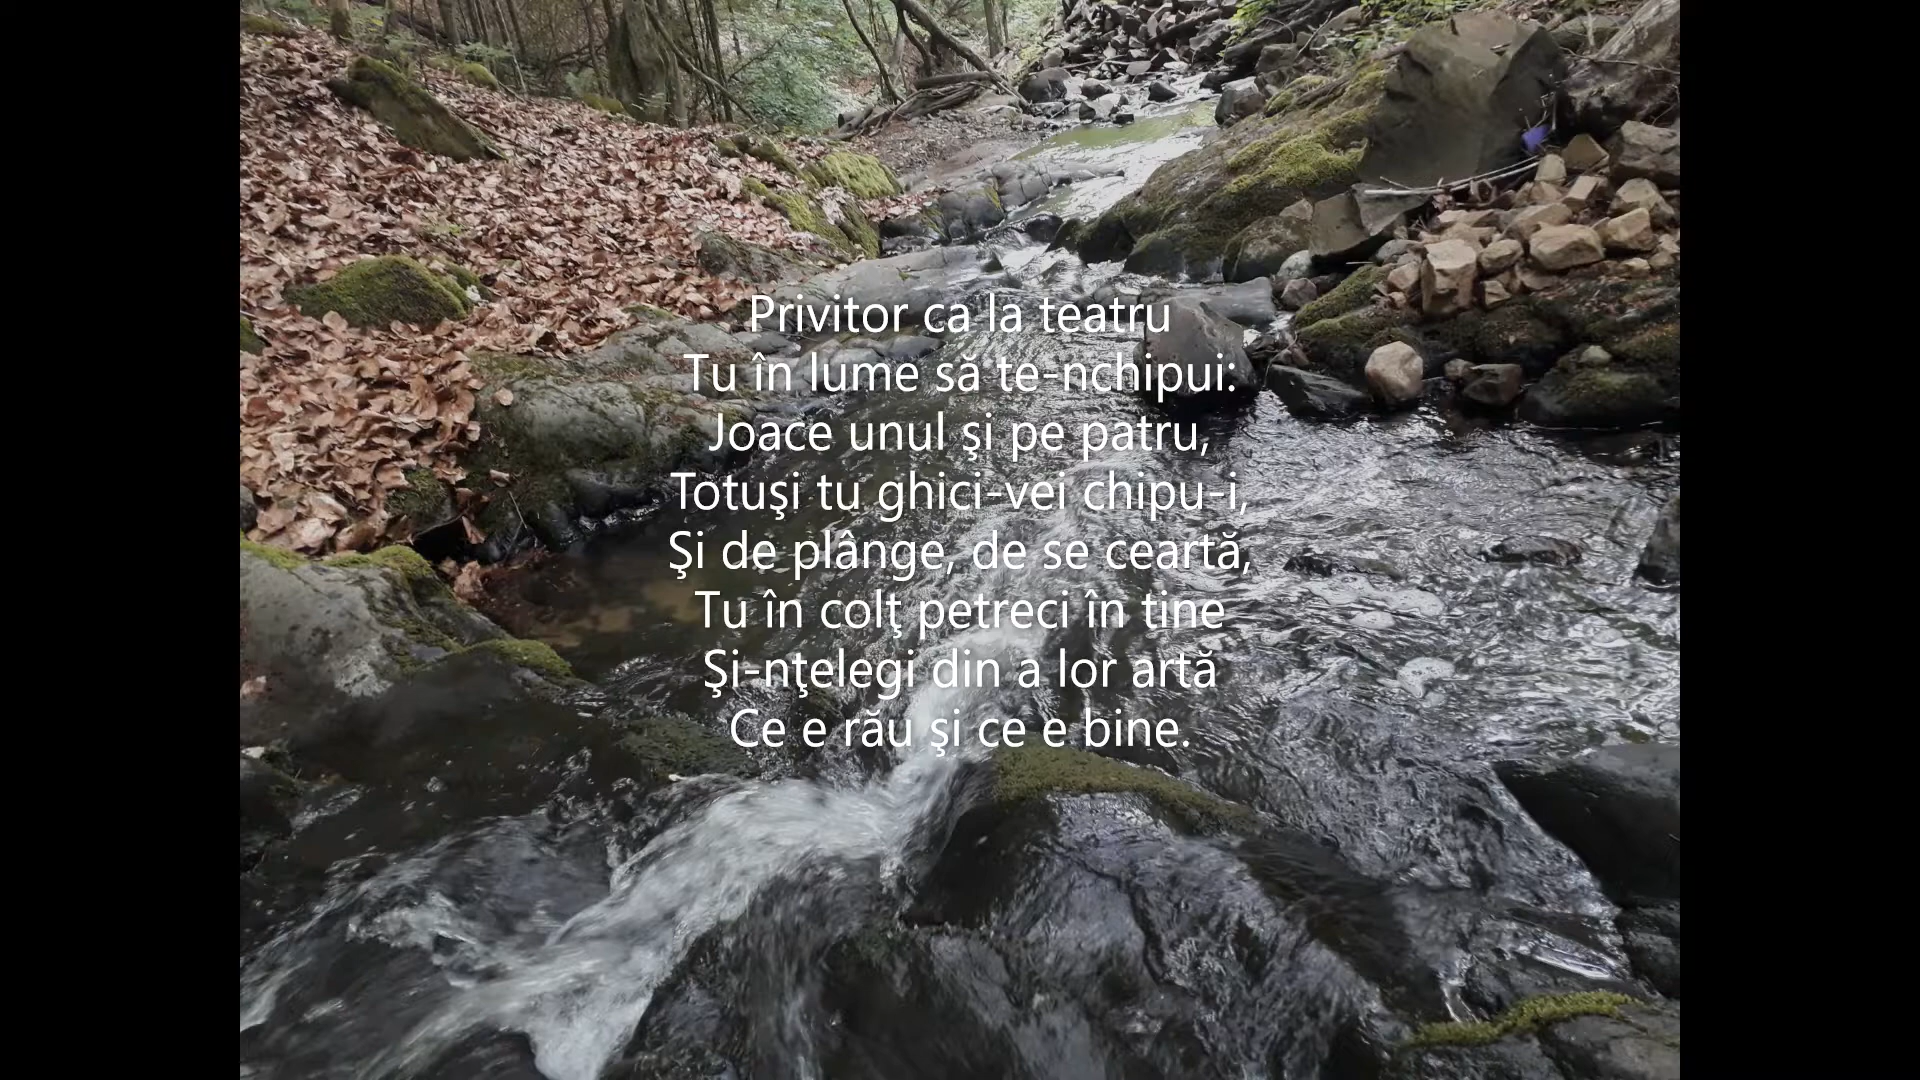 Privitor ca la teatru
Tu în lume să te-nchipui:
Joace unul şi pe patru,
Totuşi tu ghici-vei chipu-i,
Şi de plânge, de se ceartă,
Tu în colţ petreci în tine
Şi-nţelegi din a lor artă
Ce e rău şi ce e bine.